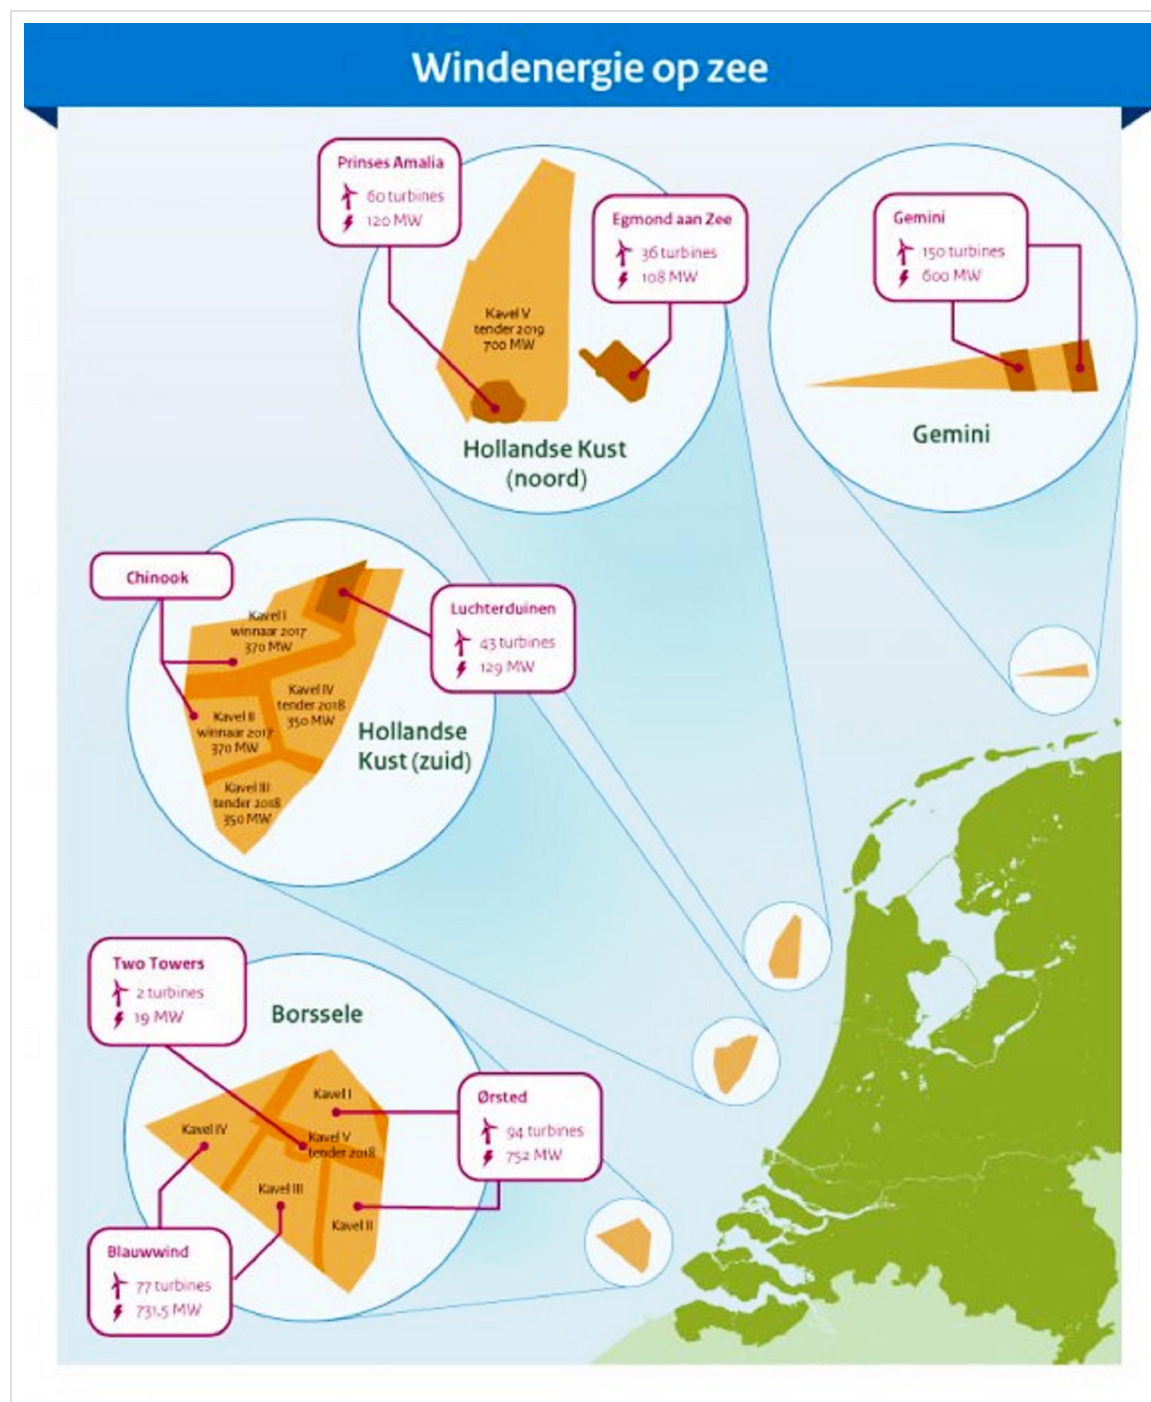 Windenergie op zee
Prinses Amalia
60 turbines
120 MW
Egmond aan Zee
36 turbines
108 MW
Kavel V
tender 2019
700 MW
Hollandse Kust
(noord)
Gemini
150 turbines
600 MW
Gemini
Chinook
Kavel I
winnaar 2017
370 MW
Luchterduinen
43 turbines
129 MW
Kavel IV
tender 2018
350 MW
Kavel II
winnaar 2017
370 MW
Hollandse
Kust (zuid)
Kavel III
tender 2018
350 MW
Two Towers
2 turbines
19 MW
Borssele
Kavel I
Ørsted
94 turbines
752 MW
Kavel IV
Kavel V
tender 2018
Kavel III
Kavel II
Blauwwind
77 turbines
731,5 MW